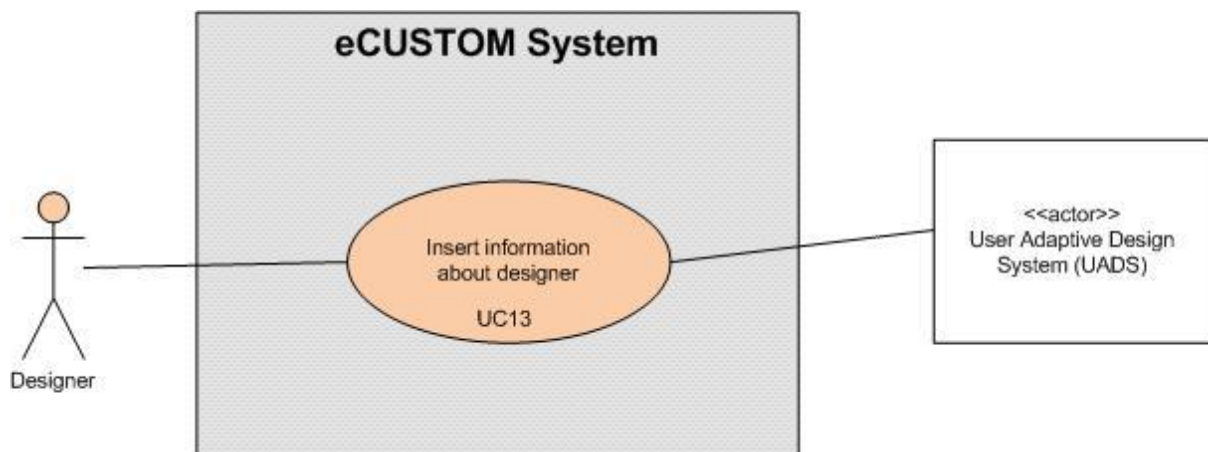 eCUSTOM System
Insert information
about designer
UC13
<<actor>>
User Adaptive Design
System (UADS)
Designer